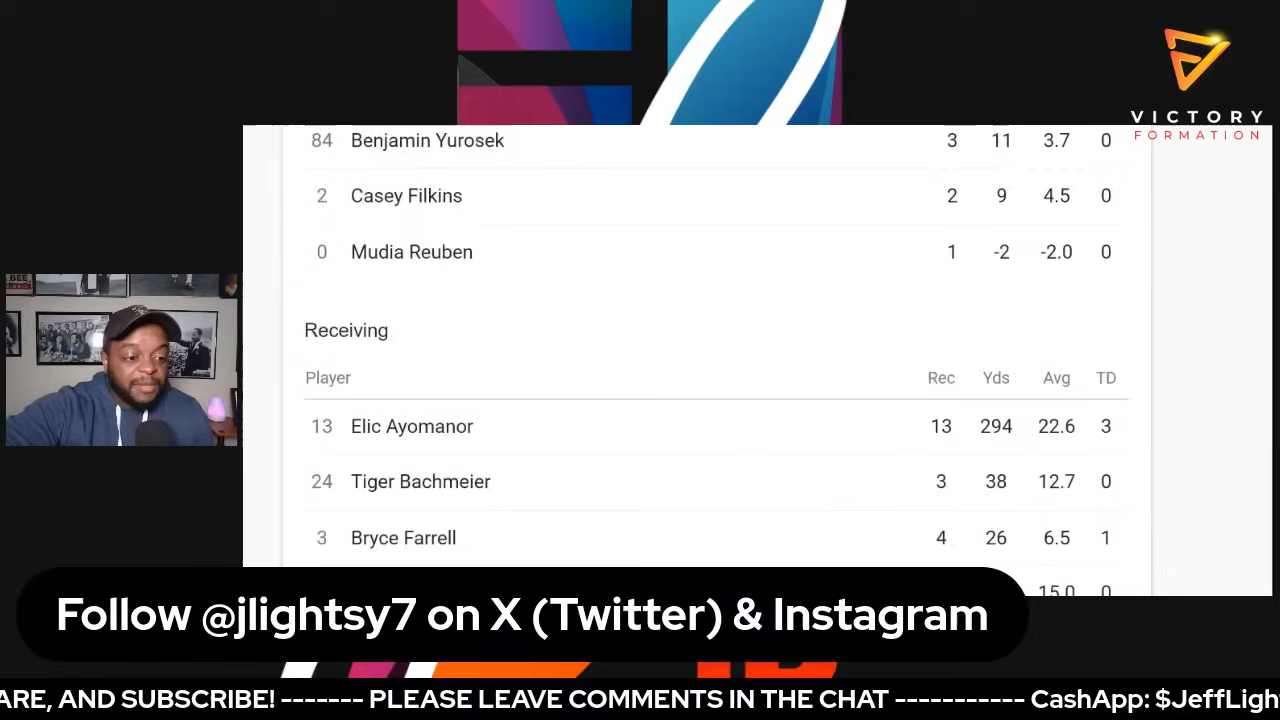 VICTORY
FORMATION
84 Benjamin Yurosek 3 11 3.7 0
2 Casey Filkins 2 9 4.5 0
0 Mudia Reuben 1 -2 -2.0 0
Receiving
Player Rec Yds Avg TD
13 Elic Ayomanor 13 294 22.6 3
24 Tiger Bachmeier 3 38 12.7 0
3 Bryce Farrell 4 26 6.5 1
15.0 0
Follow @jlightsy7 on X (Twitter) & Instagram
ARE, AND SUBSCRIBE! ------- PLEASE LEAVE COMMENTS IN THE CHAT ----------- CashApp: $JeffLigh